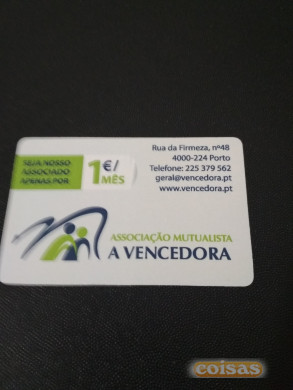 SEJA NOSSO
ASSOCIADO
APENAS POR
1€/
MÊS
Rua da Firmeza, nº48
4000-224 Porto
Telefone: 225 379 562
geral@vencedora.pt
www.vencedora.pt
ASSOCIAÇÃO MUTUALISTA
A VENCEDORA
coisas